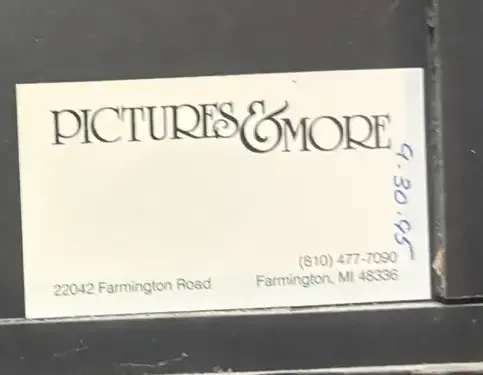 PICTURES & MORE
9.30.95
(810) 477-7090
22042 Farmington Road
Farmington, MI 48336